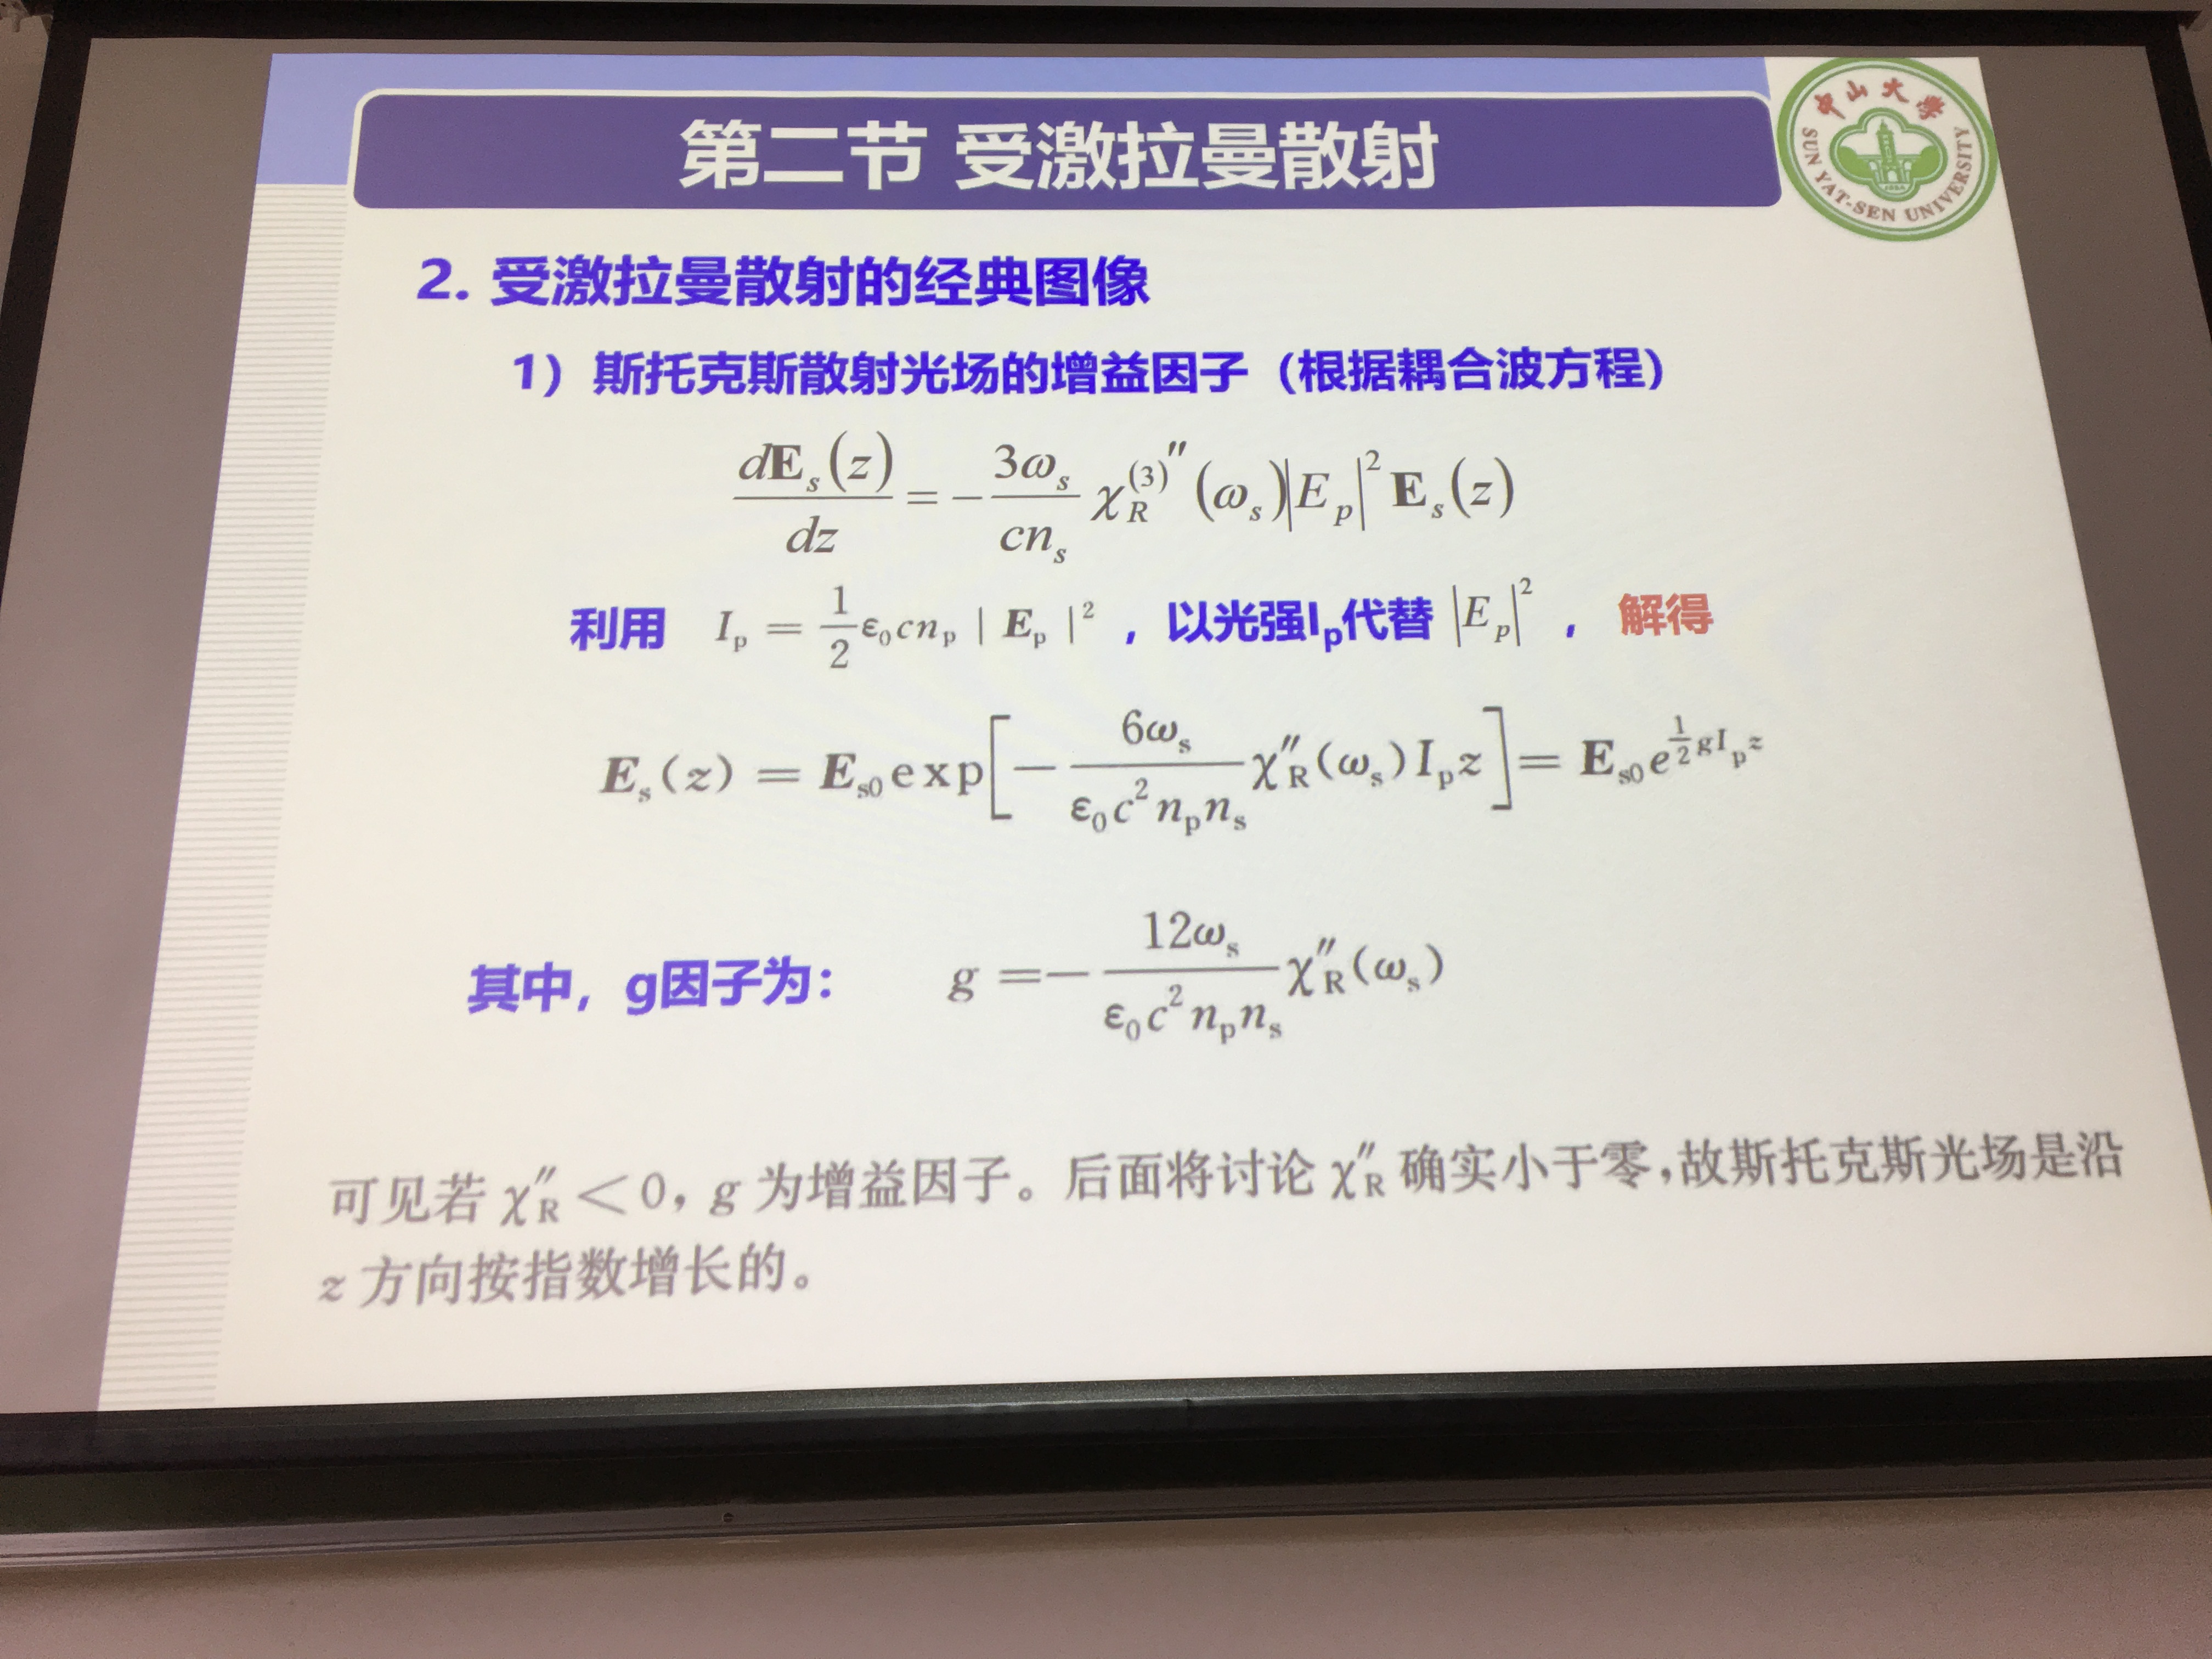 第二节 受激拉曼散射
中山大学
SUN YAT-SEN UNIVERSITY
2. 受激拉曼散射的经典图像
1）斯托克斯散射光场的增益因子（根据耦合波方程）
$\frac{d\mathbf{E}_s(z)}{dz} = -\frac{3\omega_s}{cn_s}\chi_R^{(3)''}(\omega_s)|E_p|^2\mathbf{E}_s(z)$
利用 $I_p = \frac{1}{2}\varepsilon_0 cn_p|\boldsymbol{E}_p|^2$ ，以光强I_p代替 $|E_p|^2$ ， 解得
$\boldsymbol{E}_s(z) = \boldsymbol{E}_{s0}\exp\left[-\frac{6\omega_s}{\varepsilon_0 c^2 n_p n_s}\chi''_R(\omega_s)I_p z\right] = \mathbf{E}_{s0}e^{\frac{1}{2}gI_p z}$
其中，g因子为： $g = -\frac{12\omega_s}{\varepsilon_0 c^2 n_p n_s}\chi''_R(\omega_s)$
可见若 $\chi''_R < 0$，g 为增益因子。后面将讨论 $\chi''_R$ 确实小于零，故斯托克斯光场是沿
z 方向按指数增长的。